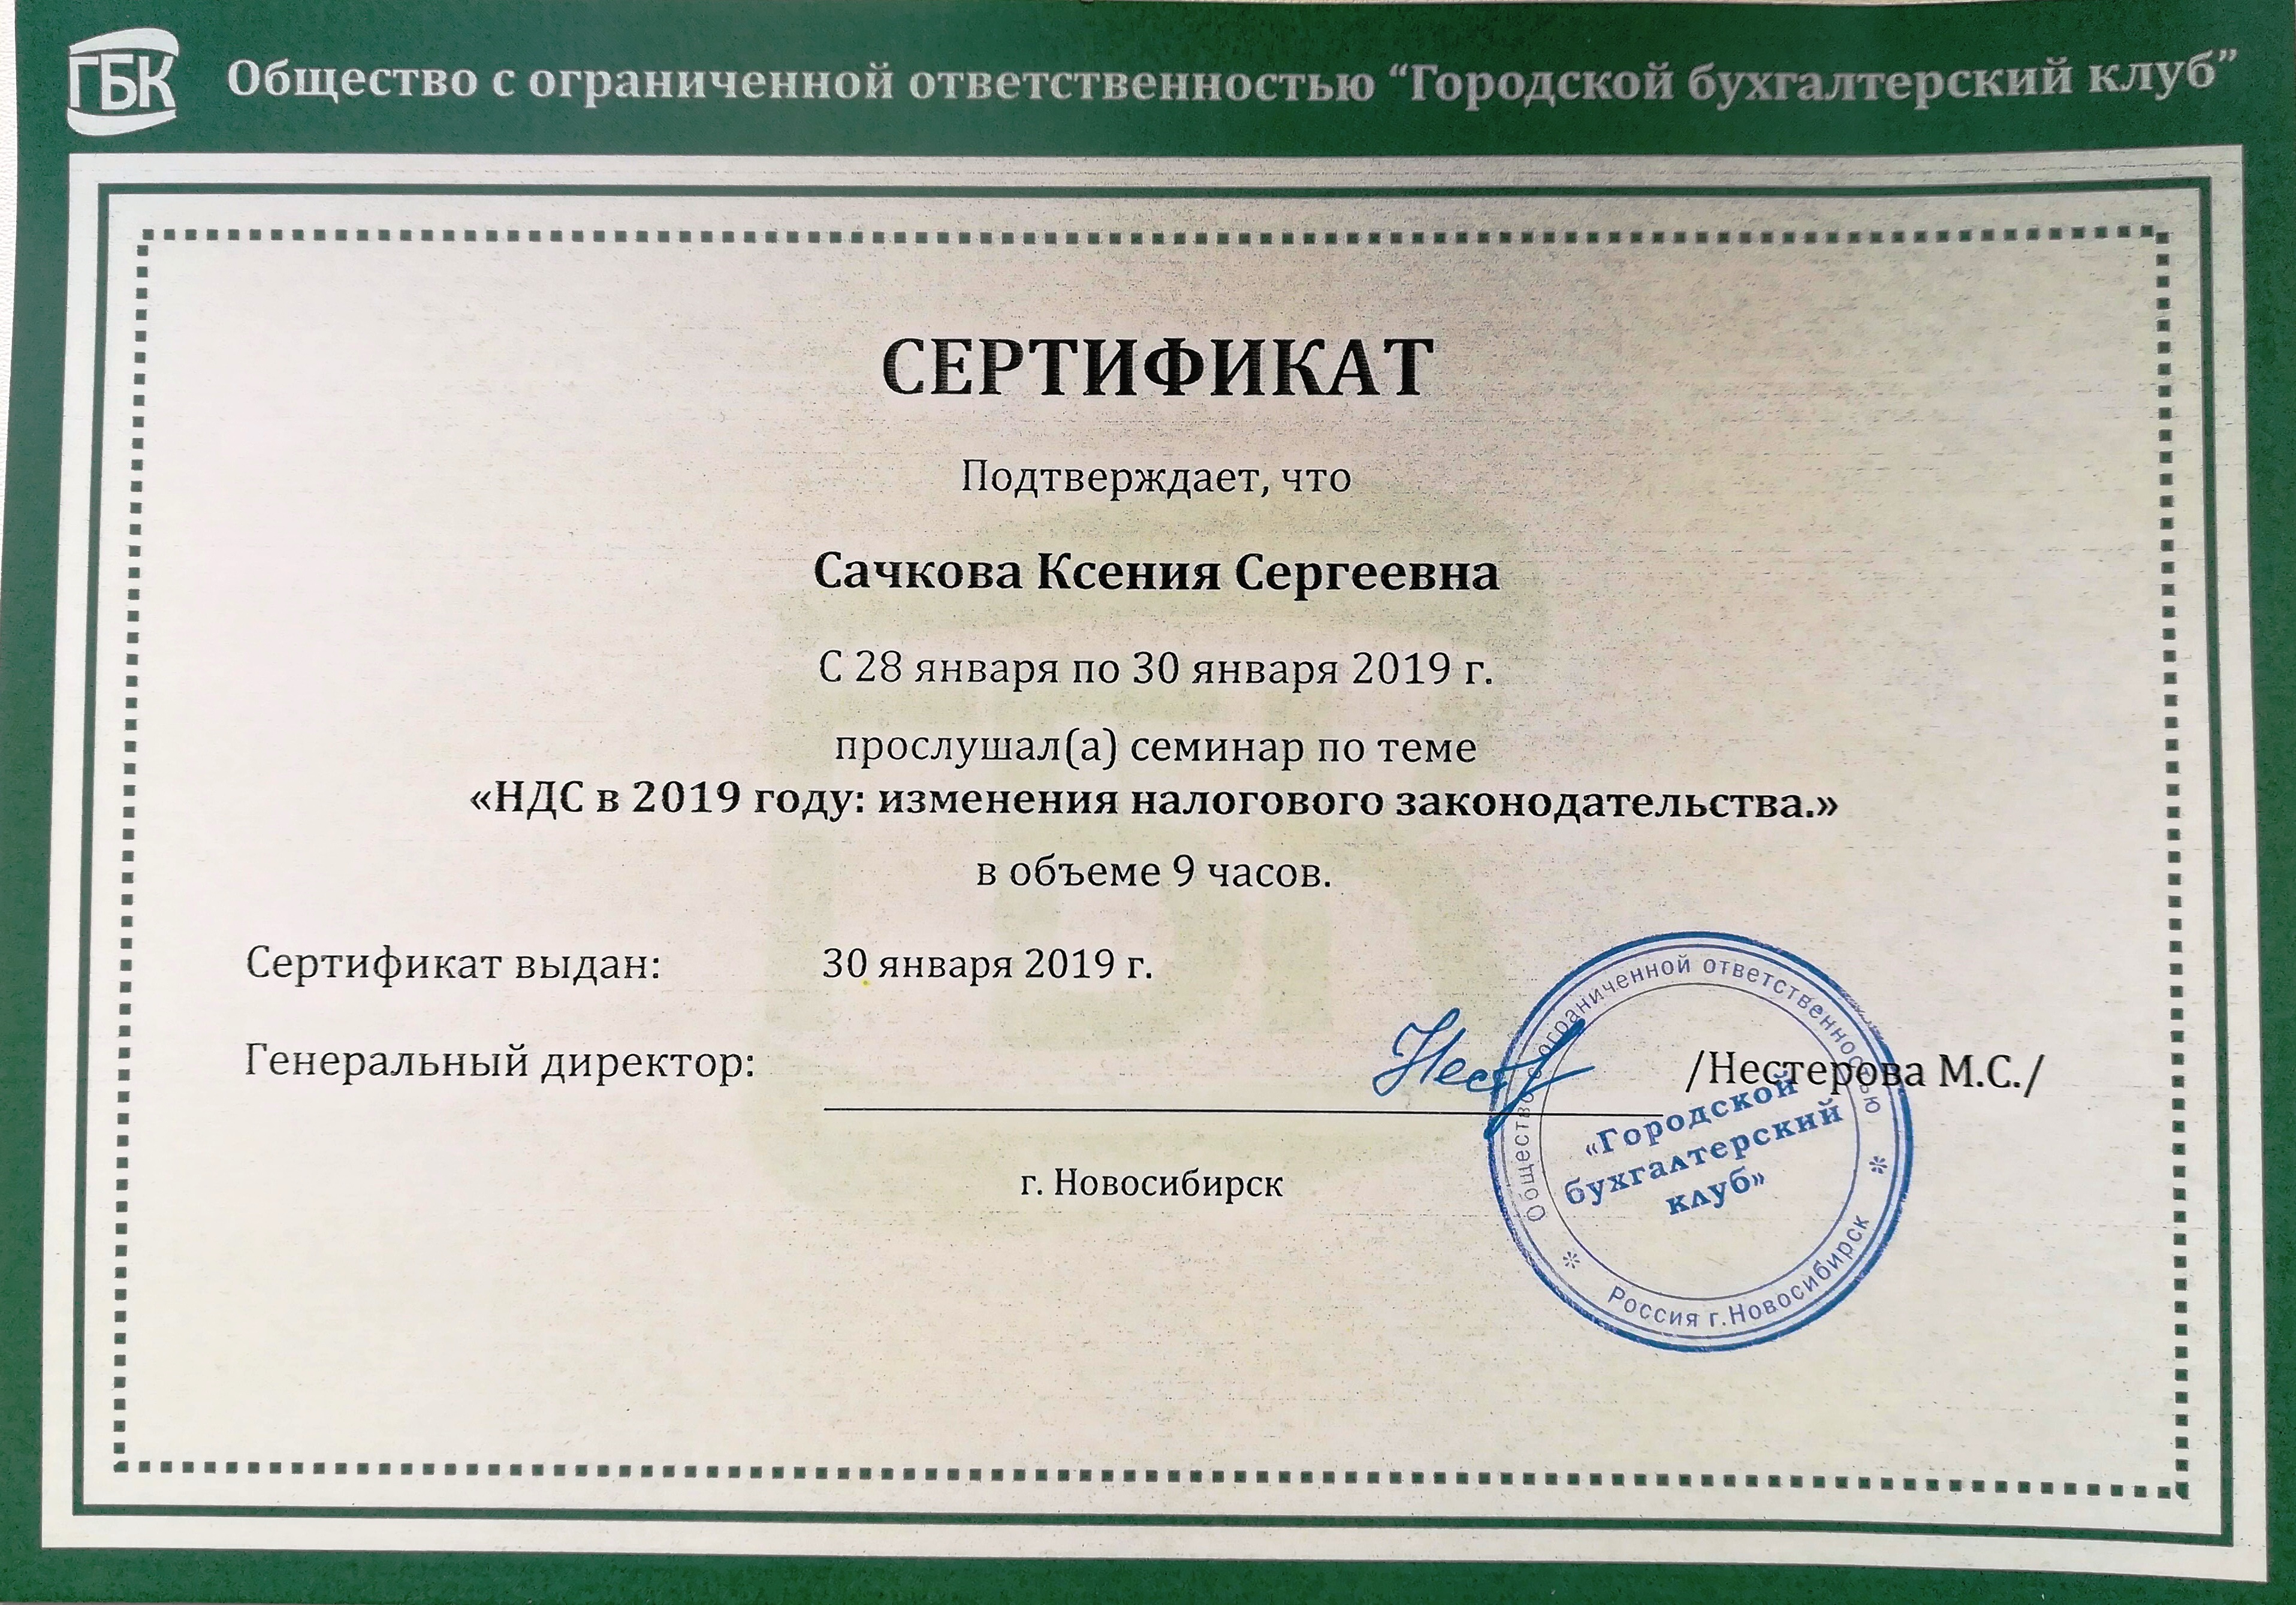 ГБК
Общество с ограниченной ответственностью “Городской бухгалтерский клуб”
СЕРТИФИКАТ
Подтверждает, что
Сачкова Ксения Сергеевна
С 28 января по 30 января 2019 г.
прослушал(а) семинар по теме
«НДС в 2019 году: изменения налогового законодательства.»
в объеме 9 часов.
Сертификат выдан: 30 января 2019 г.
Генеральный директор: Нест /Нестерова М.С./
г. Новосибирск
Общество с ограниченной ответственностью
«Городской
бухгалтерский
клуб»
* Россия г.Новосибирск *